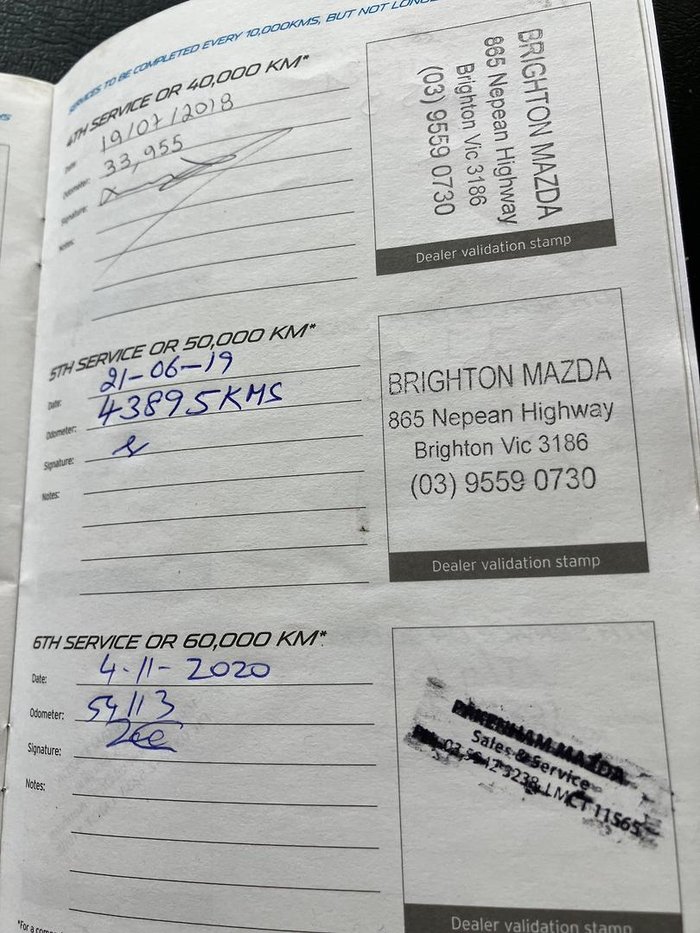 SERVICES TO BE COMPLETED EVERY 10,000KMS, BUT NOT
4TH SERVICE OR 40,000 KM*
Date: 19/07/2018
Odometer: 33,955
Signature:
Notes:
BRIGHTON MAZDA
865 Nepean Highway
Brighton Vic 3186
(03) 9559 0730
Dealer validation stamp
5TH SERVICE OR 50,000 KM*
Date: 21-06-19
Odometer: 43895KMS
Signature:
Notes:
BRIGHTON MAZDA
865 Nepean Highway
Brighton Vic 3186
(03) 9559 0730
Dealer validation stamp
6TH SERVICE OR 60,000 KM*
Date: 4-11-2020
Odometer: 54113
Signature:
Notes:
MAZDA
Sales & Service
LMCT 11565
Dealer validation stamp
*For a